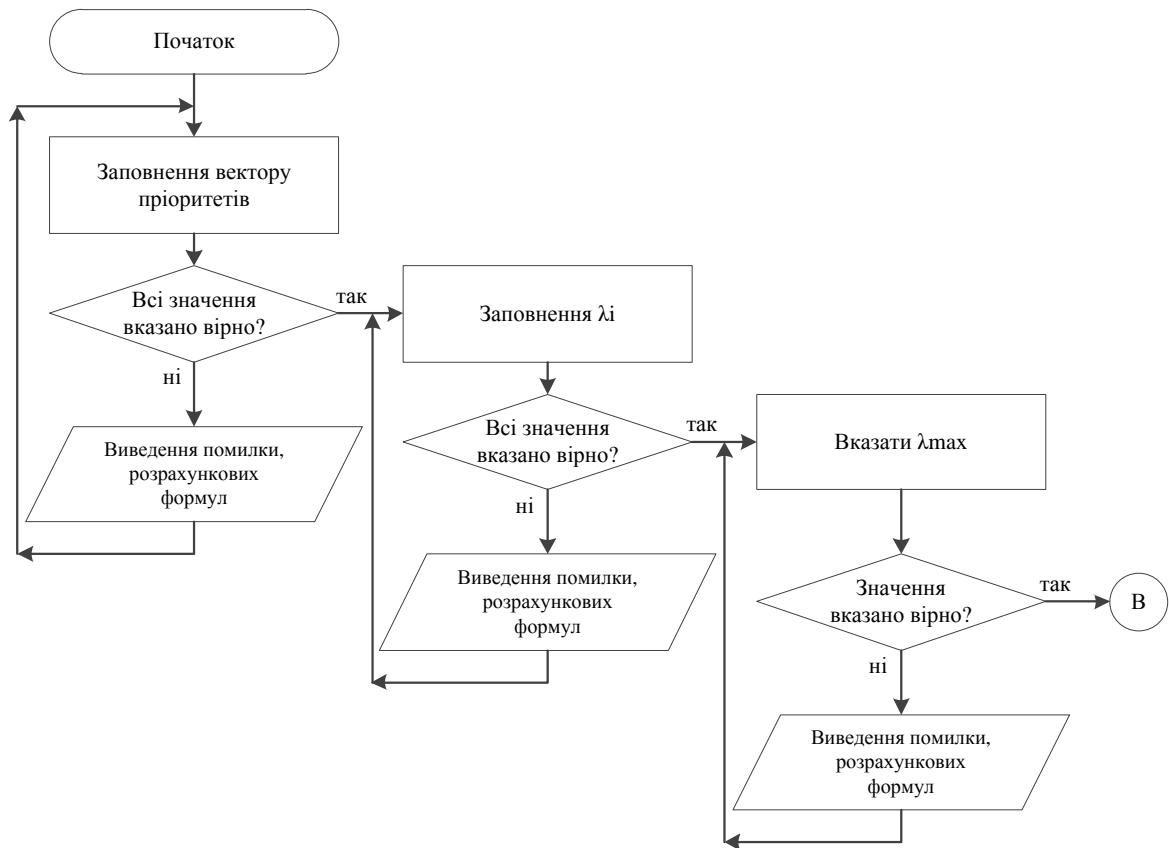 Початок
Заповнення вектору
пріоритетів
Всі значення
вказано вірно?
так
ні
Виведення помилки,
розрахункових
формул
Заповнення λi
Всі значення
вказано вірно?
так
ні
Виведення помилки,
розрахункових
формул
Вказати λmax
Значення
вказано вірно?
так
В
ні
Виведення помилки,
розрахункових
формул